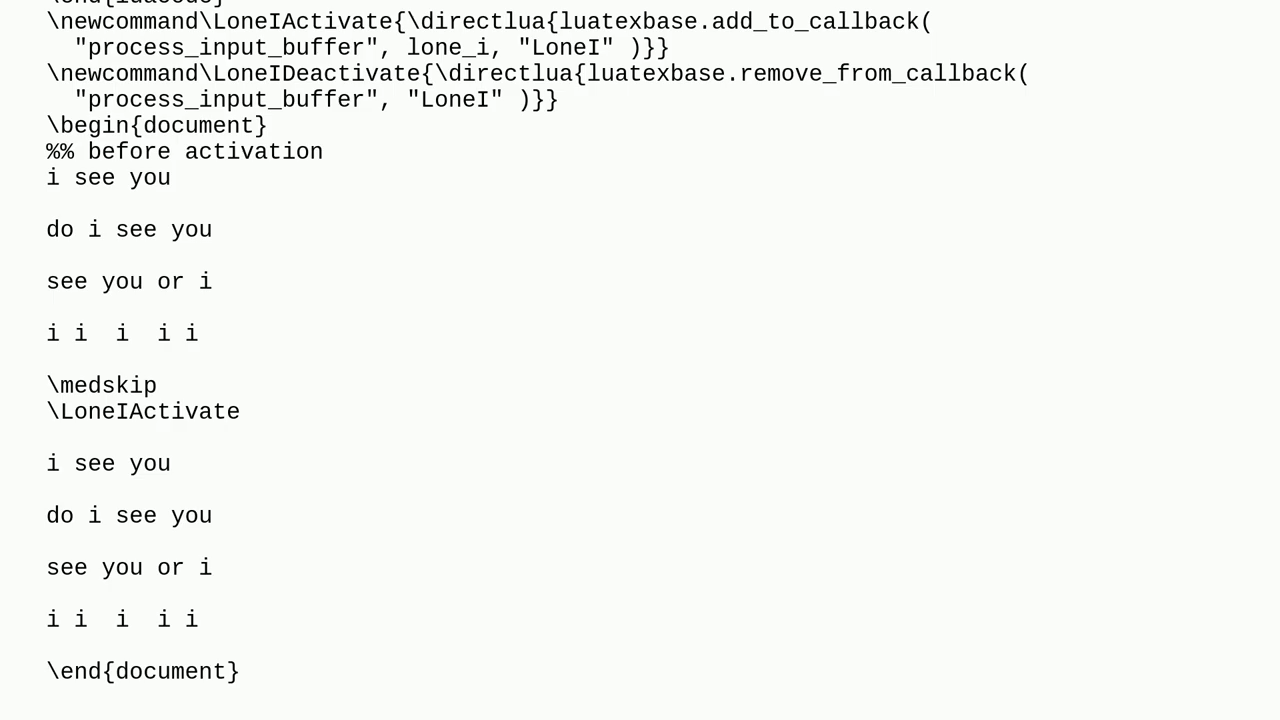 \end{luacode}
\newcommand\LoneIActivate{\directlua{luatexbase.add_to_callback(
  "process_input_buffer", lone_i, "LoneI" )}}
\newcommand\LoneIDeactivate{\directlua{luatexbase.remove_from_callback(
  "process_input_buffer", "LoneI" )}}
\begin{document}
%% before activation
i see you

do i see you

see you or i

i i  i  i i

\medskip
\LoneIActivate

i see you

do i see you

see you or i

i i  i  i i

\end{document}